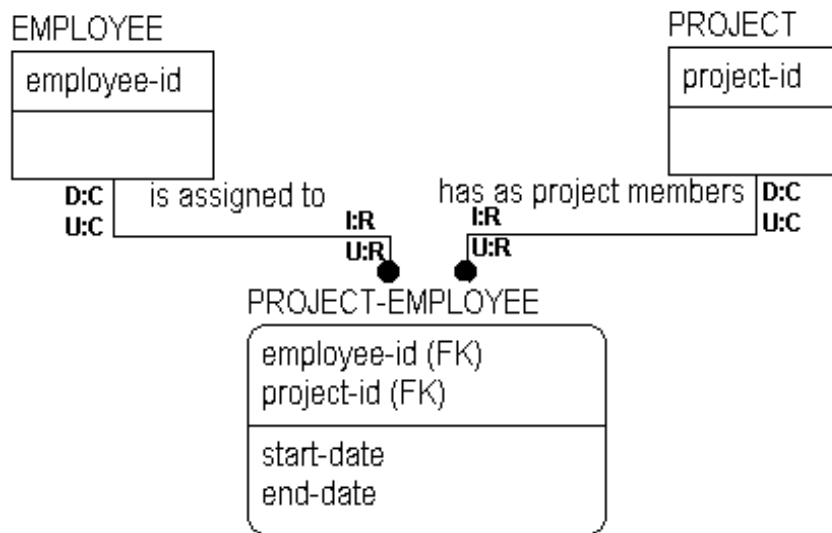 EMPLOYEE
PROJECT
employee-id
project-id
D:C
U:C
is assigned to
I:R
U:R
has as project members
I:R
U:R
D:C
U:C
PROJECT-EMPLOYEE
employee-id (FK)
project-id (FK)
start-date
end-date